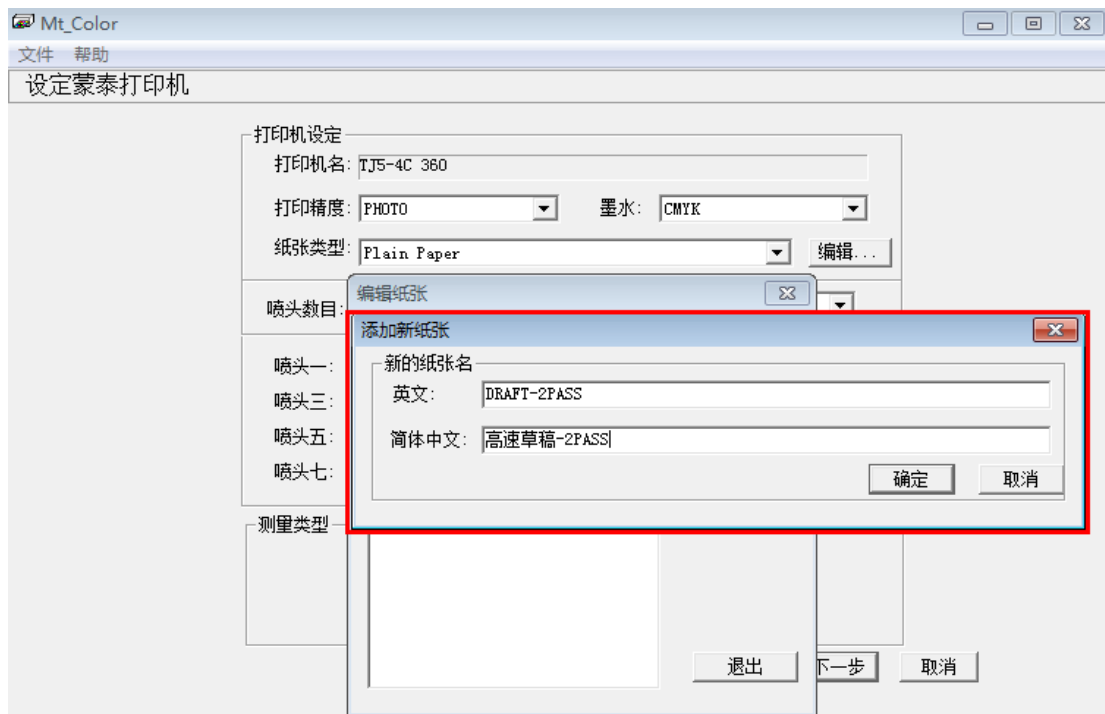 Mt_Color
文件 帮助
设定蒙泰打印机
打印机设定
打印机名: TJ5-4C 360
打印精度: PHOTO 墨水: CMYK
纸张类型: Plain Paper 编辑...
编辑纸张
喷头数目:
添加新纸张
新的纸张名
喷头一:
英文: DRAFT-2PASS
喷头三:
简体中文: 高速草稿-2PASS
喷头五:
喷头七:
确定 取消
测量类型
退出 下一步 取消